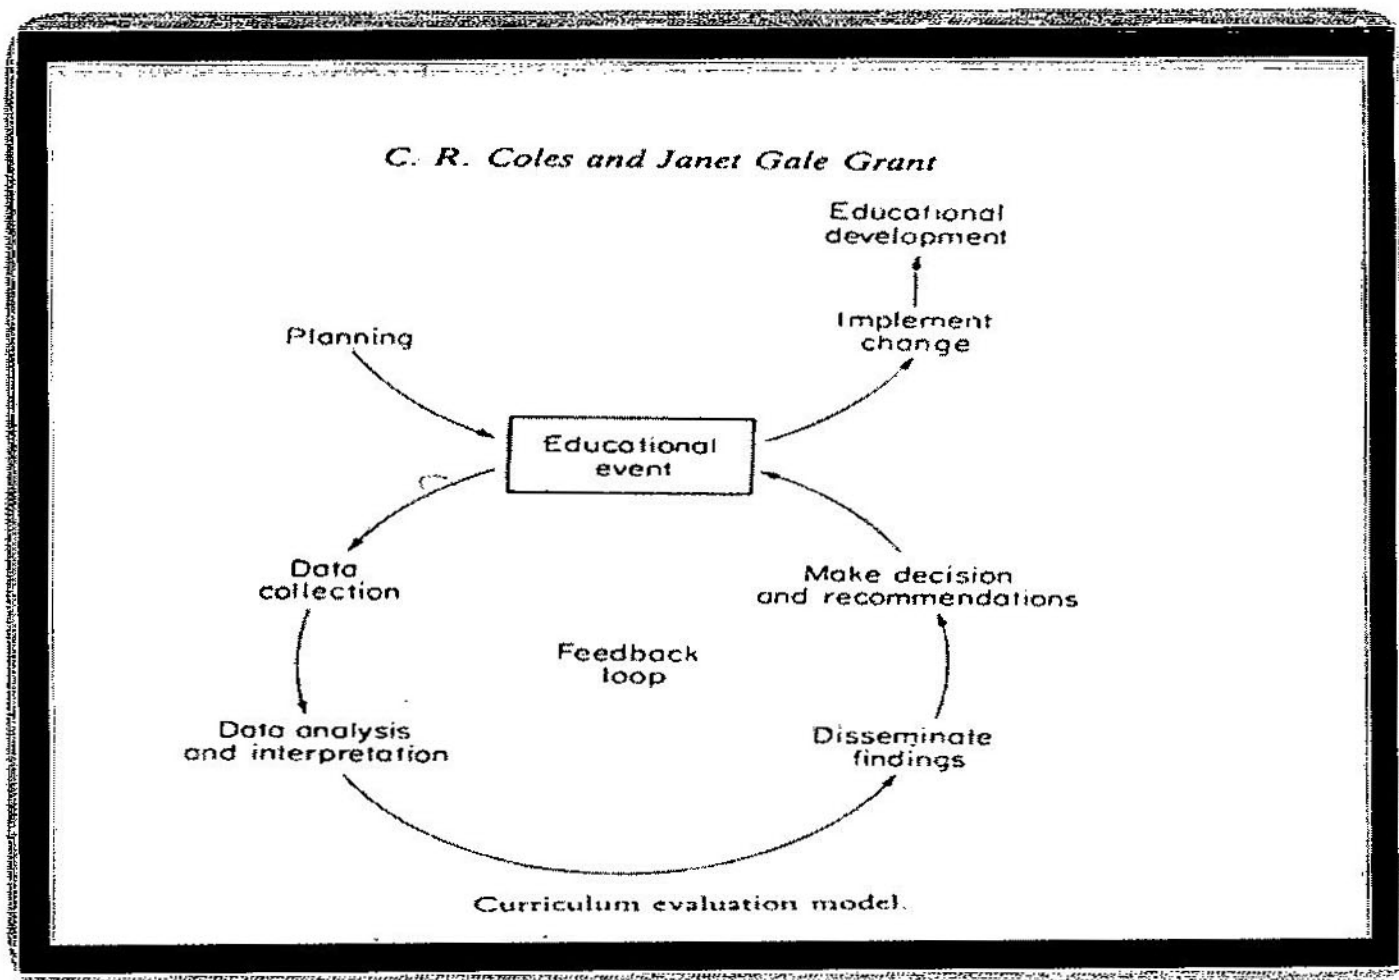 C. R. Coles and Janet Gale Grant
Educational
development
Implement
change
Planning
Educational
event
Data
collection
Make decision
and recommendations
Feedback
loop
Data analysis
and interpretation
Disseminate
findings
Curriculum evaluation model.